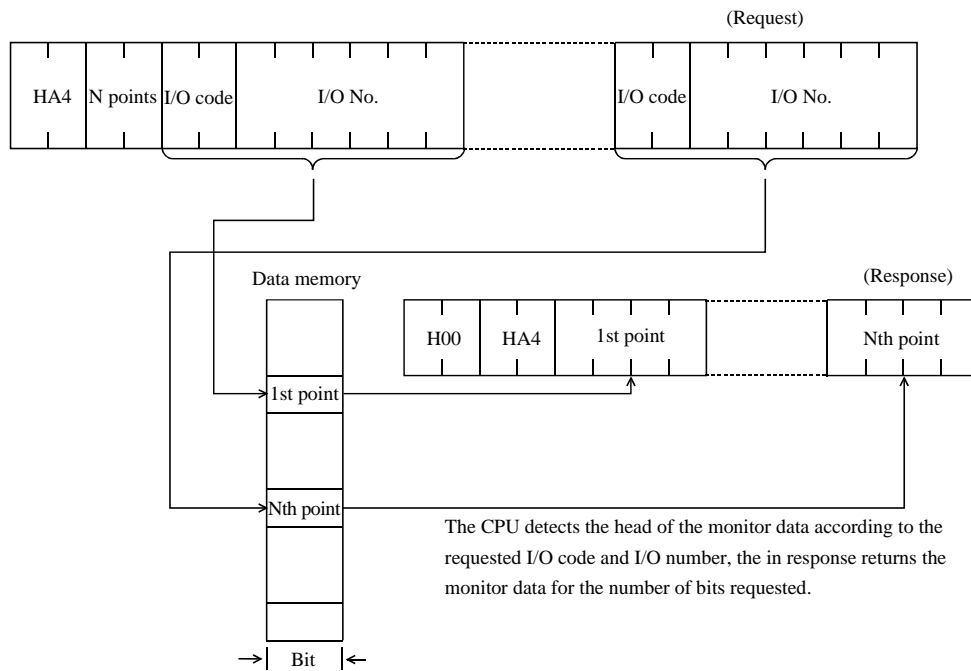 (Request)
HA4 N points I/O code I/O No. I/O code I/O No.
Data memory
(Response)
H00 HA4 1st point Nth point
1st point
Nth point
The CPU detects the head of the monitor data according to the
requested I/O code and I/O number, the in response returns the
monitor data for the number of bits requested.
Bit